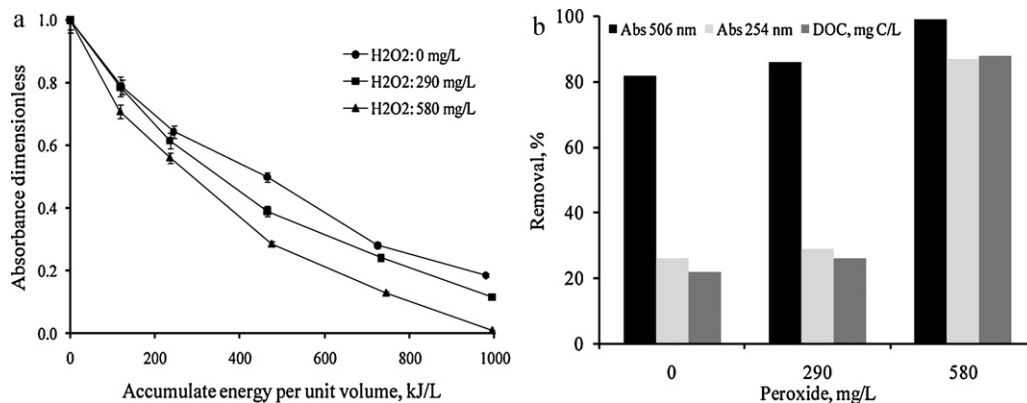 a
1.0
0.8
0.6
0.4
0.2
0.0
Absorbance dimensionless
H2O2: 0 mg/L
H2O2: 290 mg/L
H2O2: 580 mg/L
0 200 400 600 800 1000
Accumulate energy per unit volume, kJ/L
b
100
80
60
40
20
0
Removal, %
Abs 506 nm Abs 254 nm DOC, mg C/L
0 290 580
Peroxide, mg/L